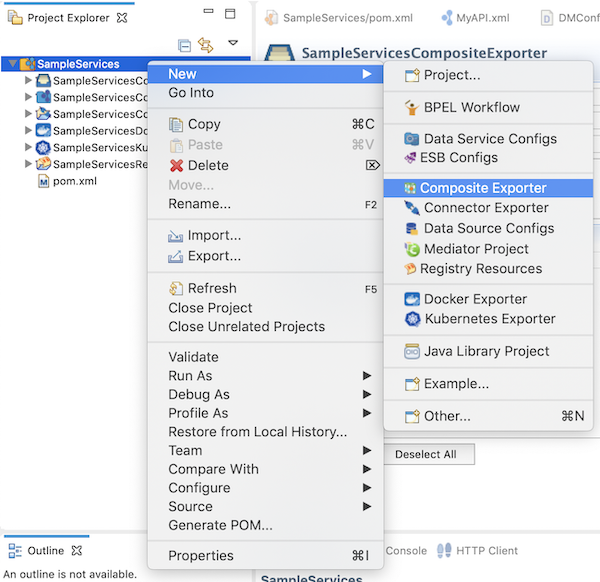 Project Explorer
SampleServices/pom.xml
MyAPI.xml
DMConf
SampleServicesCompositeExporter
SampleServices
SampleServicesCo
SampleServicesCo
SampleServicesCo
SampleServicesDo
SampleServicesKu
SampleServicesRe
pom.xml
New
Go Into
Copy ⌘C
Paste ⌘V
Delete ⌦
Move...
Rename... F2
Import...
Export...
Refresh F5
Close Project
Close Unrelated Projects
Validate
Run As
Debug As
Profile As
Restore from Local History...
Team
Compare With
Configure
Source
Generate POM...
Properties ⌘I
Project...
BPEL Workflow
Data Service Configs
ESB Configs
Composite Exporter
Connector Exporter
Data Source Configs
Mediator Project
Registry Resources
Docker Exporter
Kubernetes Exporter
Java Library Project
Example...
Other... ⌘N
Deselect All
Outline
An outline is not available.
Console
HTTP Client
SampleServices